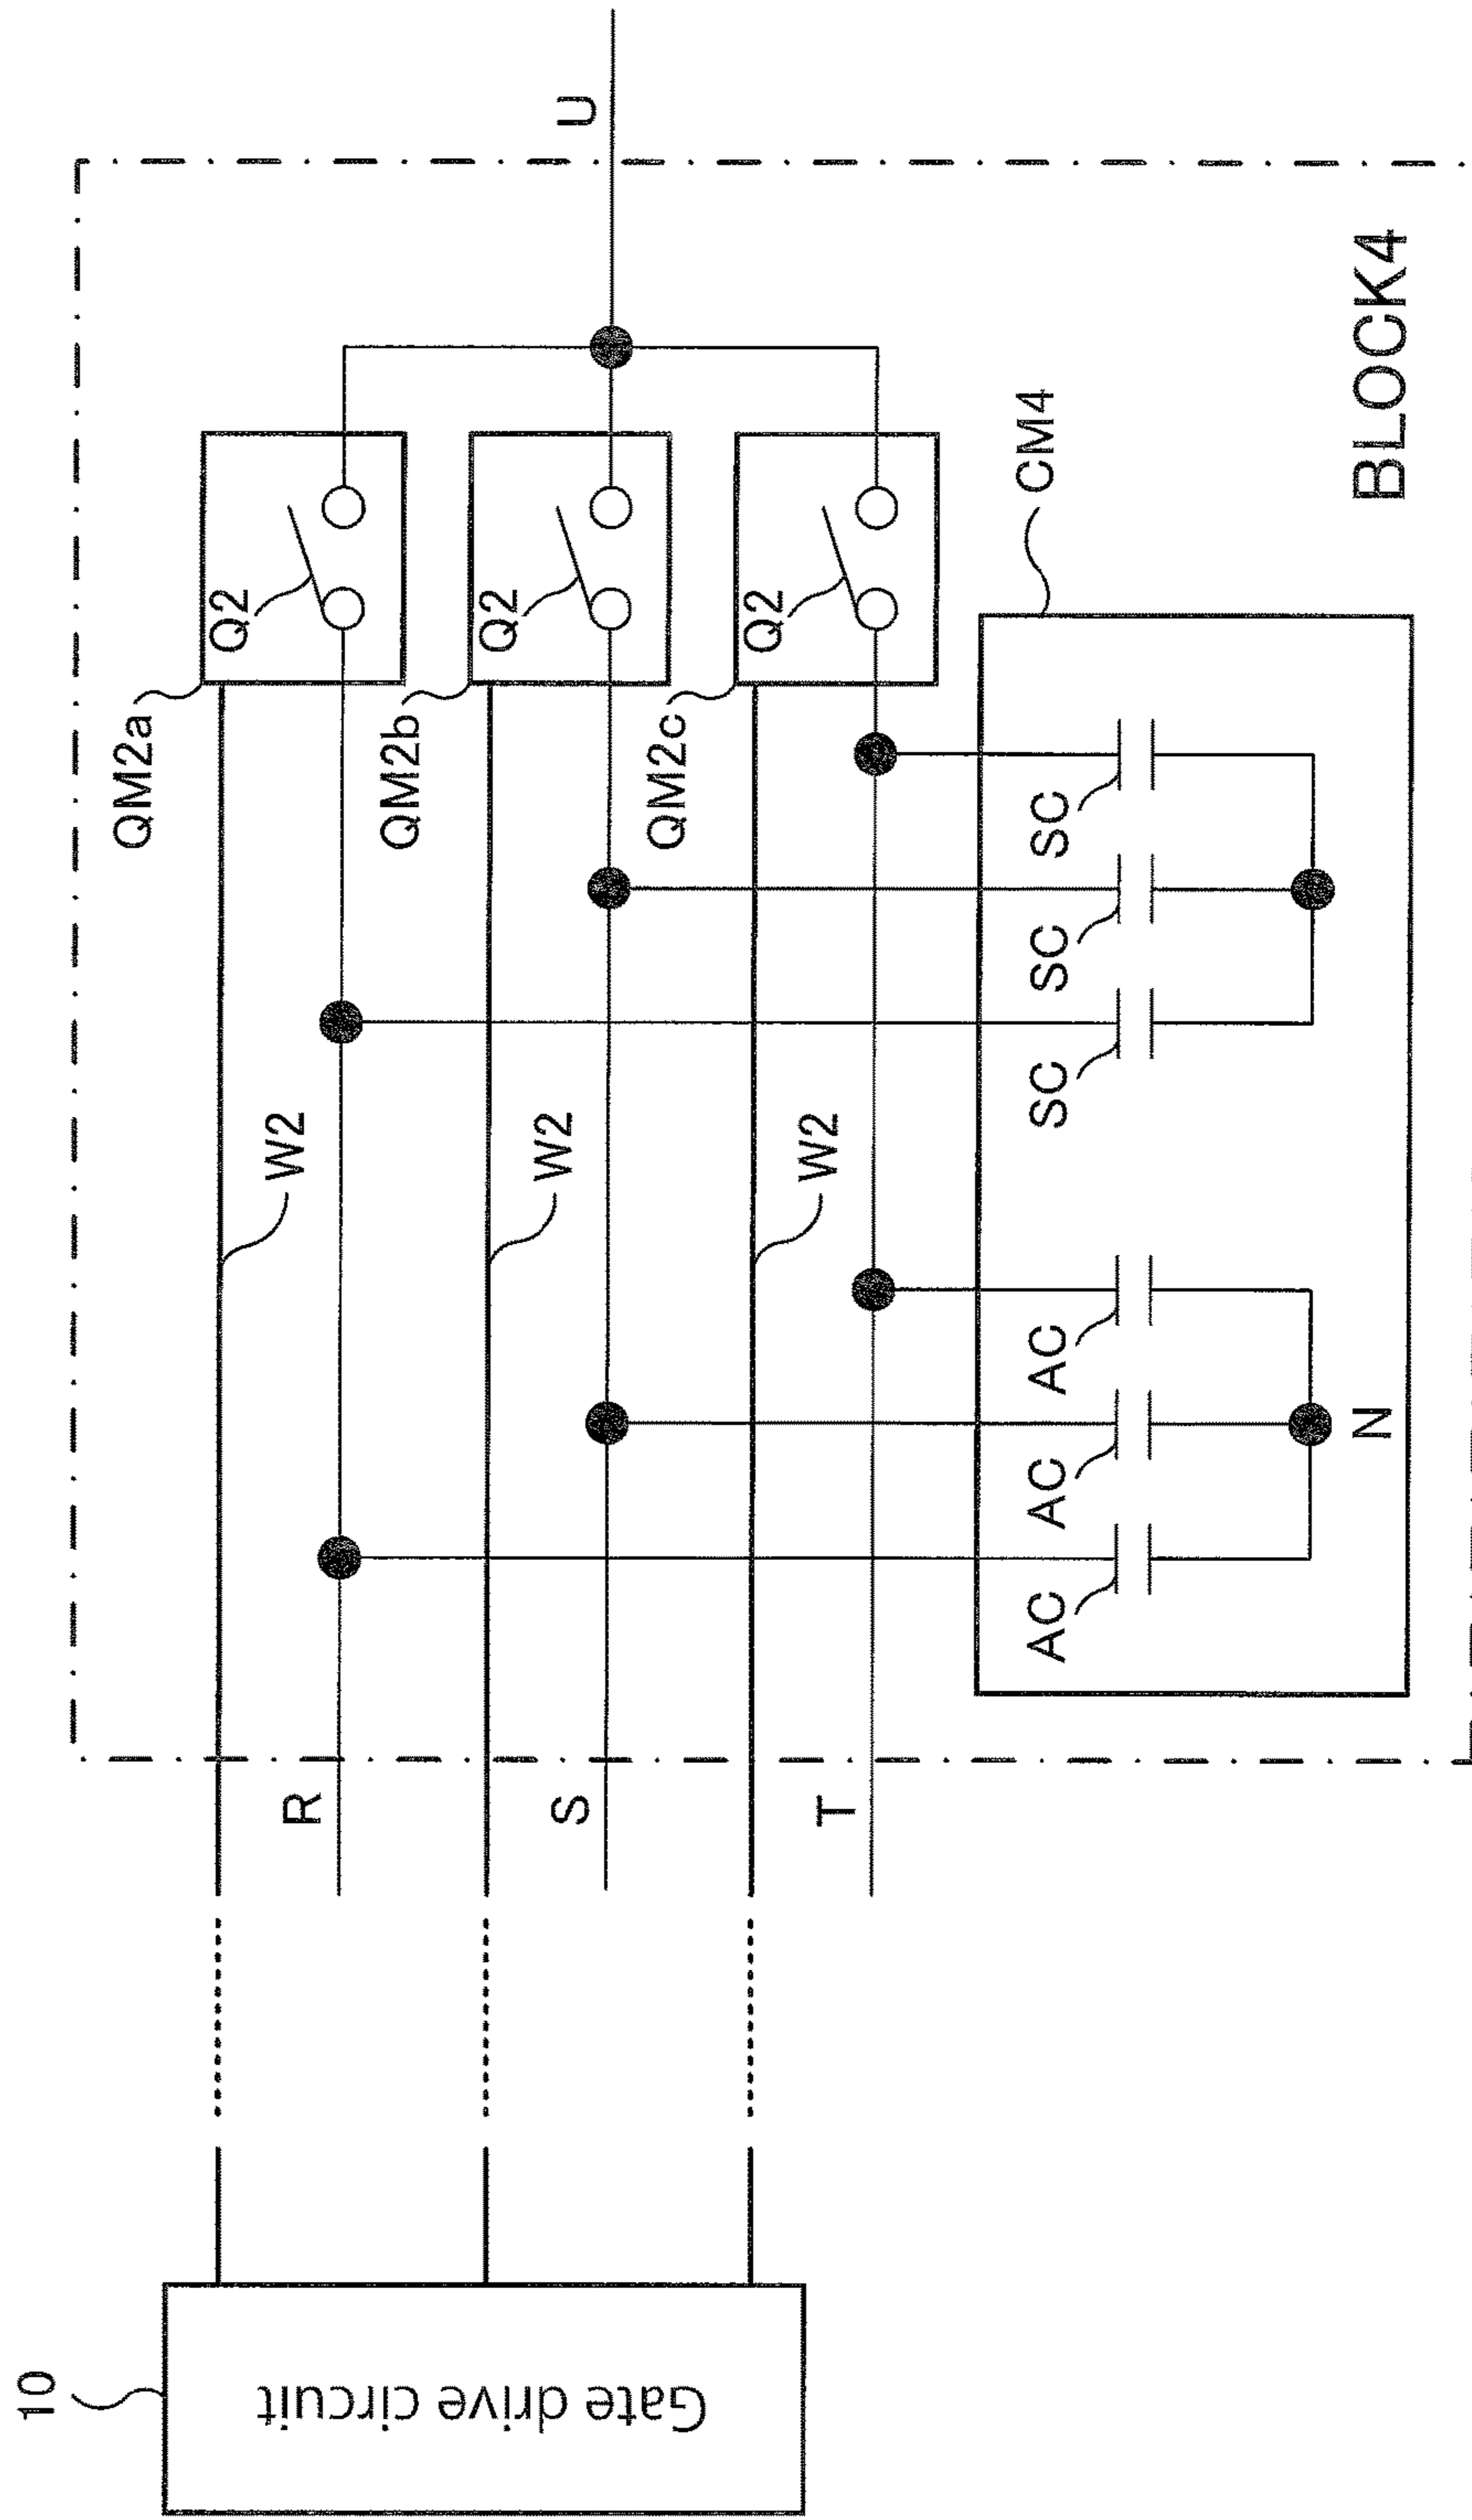 10
Gate drive circuit
R
S
T
W2
W2
W2
QM2a
QM2b
QM2c
Q2
Q2
Q2
U
AC
AC
AC
N
SC
SC
SC
CM4
BLOCK4